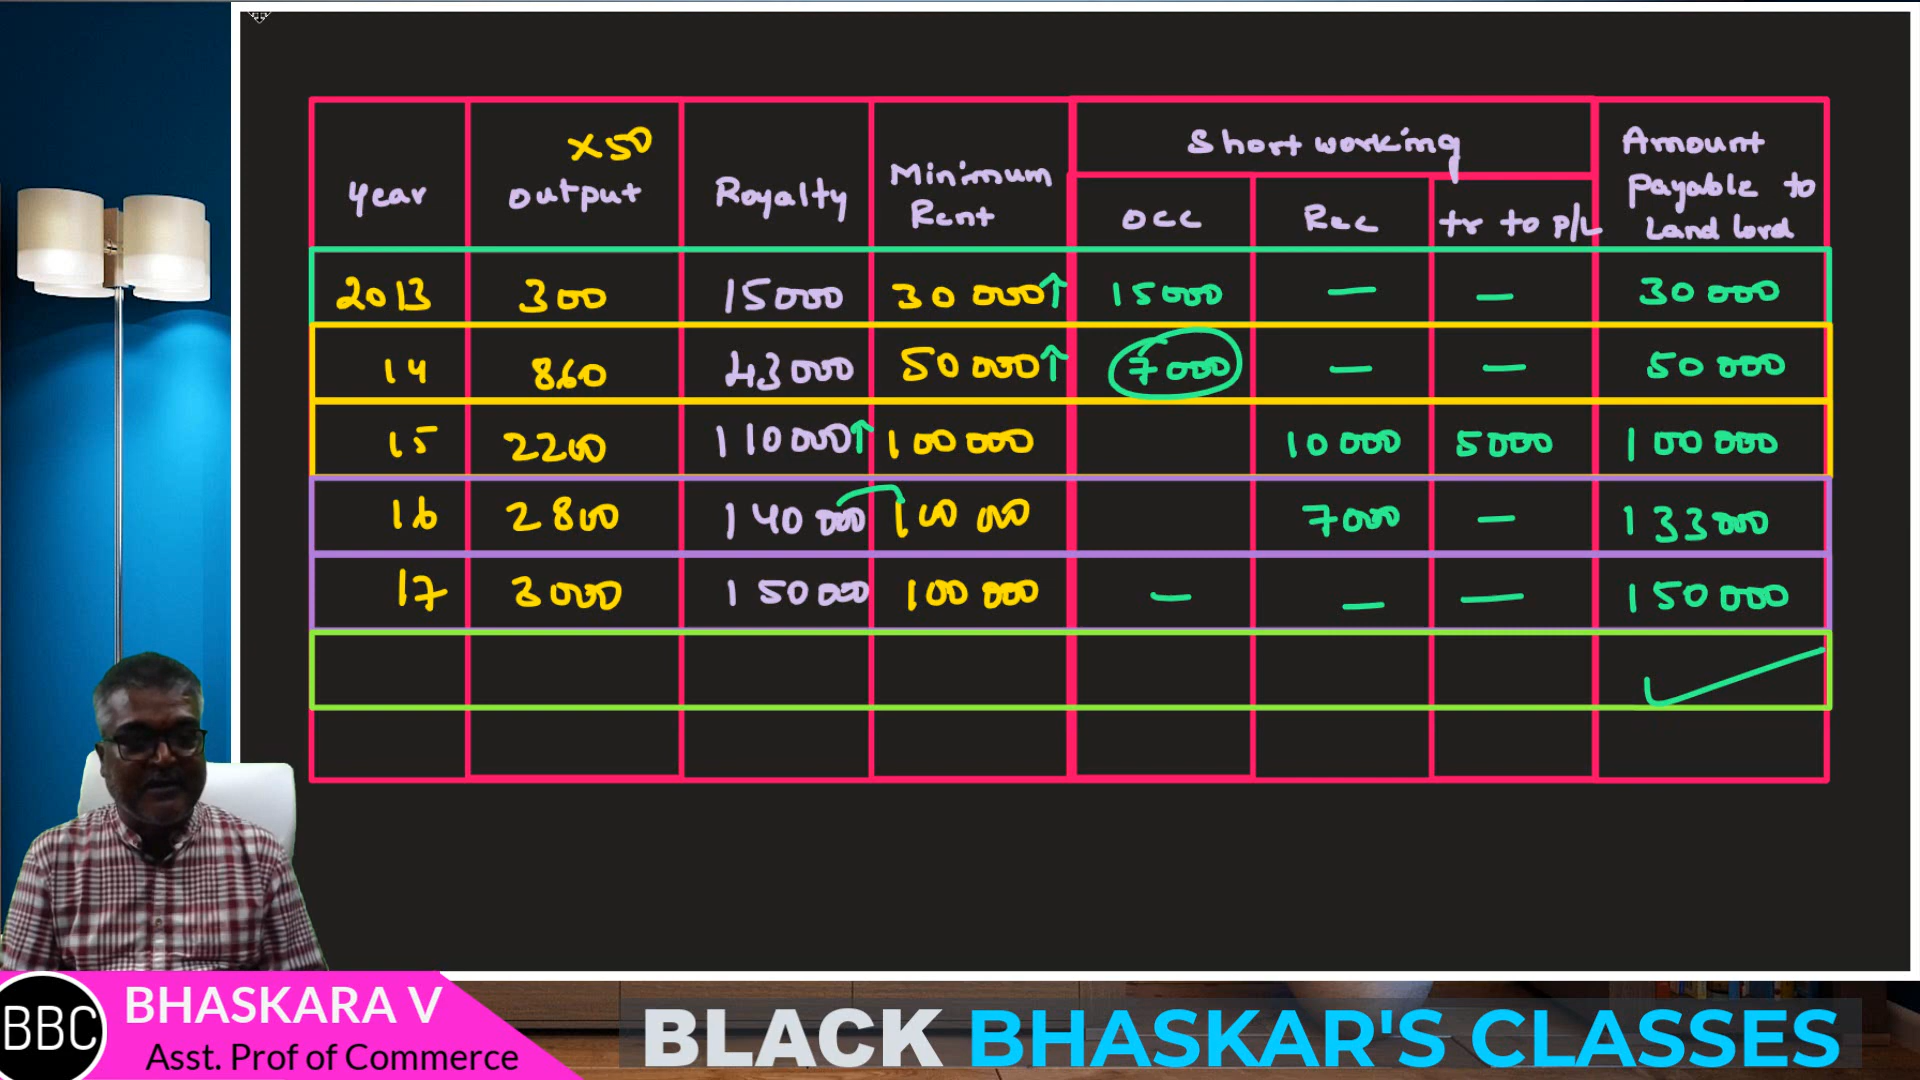 ×50
Short working
Amount
Year output Royalty Minimum Rent
occ Rec tr to P/L
payable to
Land lord
2013 300 15000 30000↑ 15000 — — 30000
14 860 43000 50000↑ 7000 — — 50000
15 2200 110000↑ 100000 10000 5000 100000
16 2800 140000 100000 7000 — 133000
17 3000 150000 100000 — — — 150000
BBC
BHASKARA V
Asst. Prof of Commerce
BLACK BHASKAR'S CLASSES